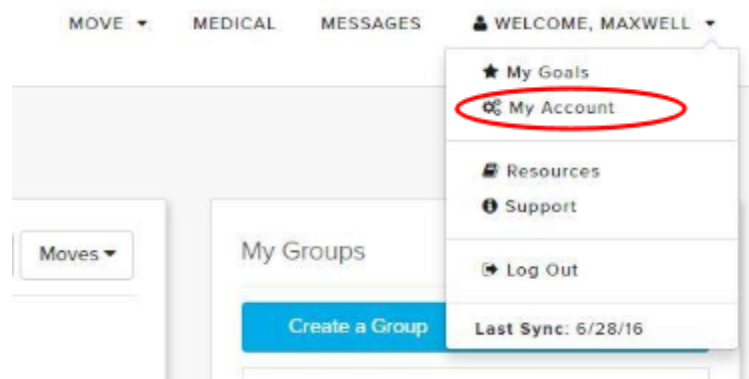 MOVE MEDICAL MESSAGES WELCOME, MAXWELL
My Goals
My Account
Resources
Support
Log Out
Last Sync: 6/28/16
Moves
My Groups
Create a Group